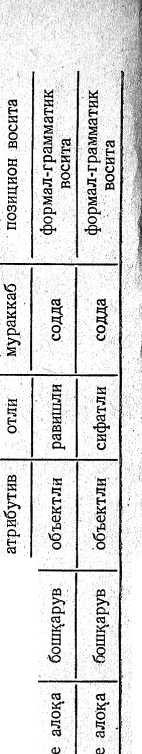 атрибутив отли мураккаб позицион восита
е алоқа бошқарув объектли равишли содда формал-грамматик
восита
е алоқа бошқарув объектли сифатли содда формал-грамматик
восита